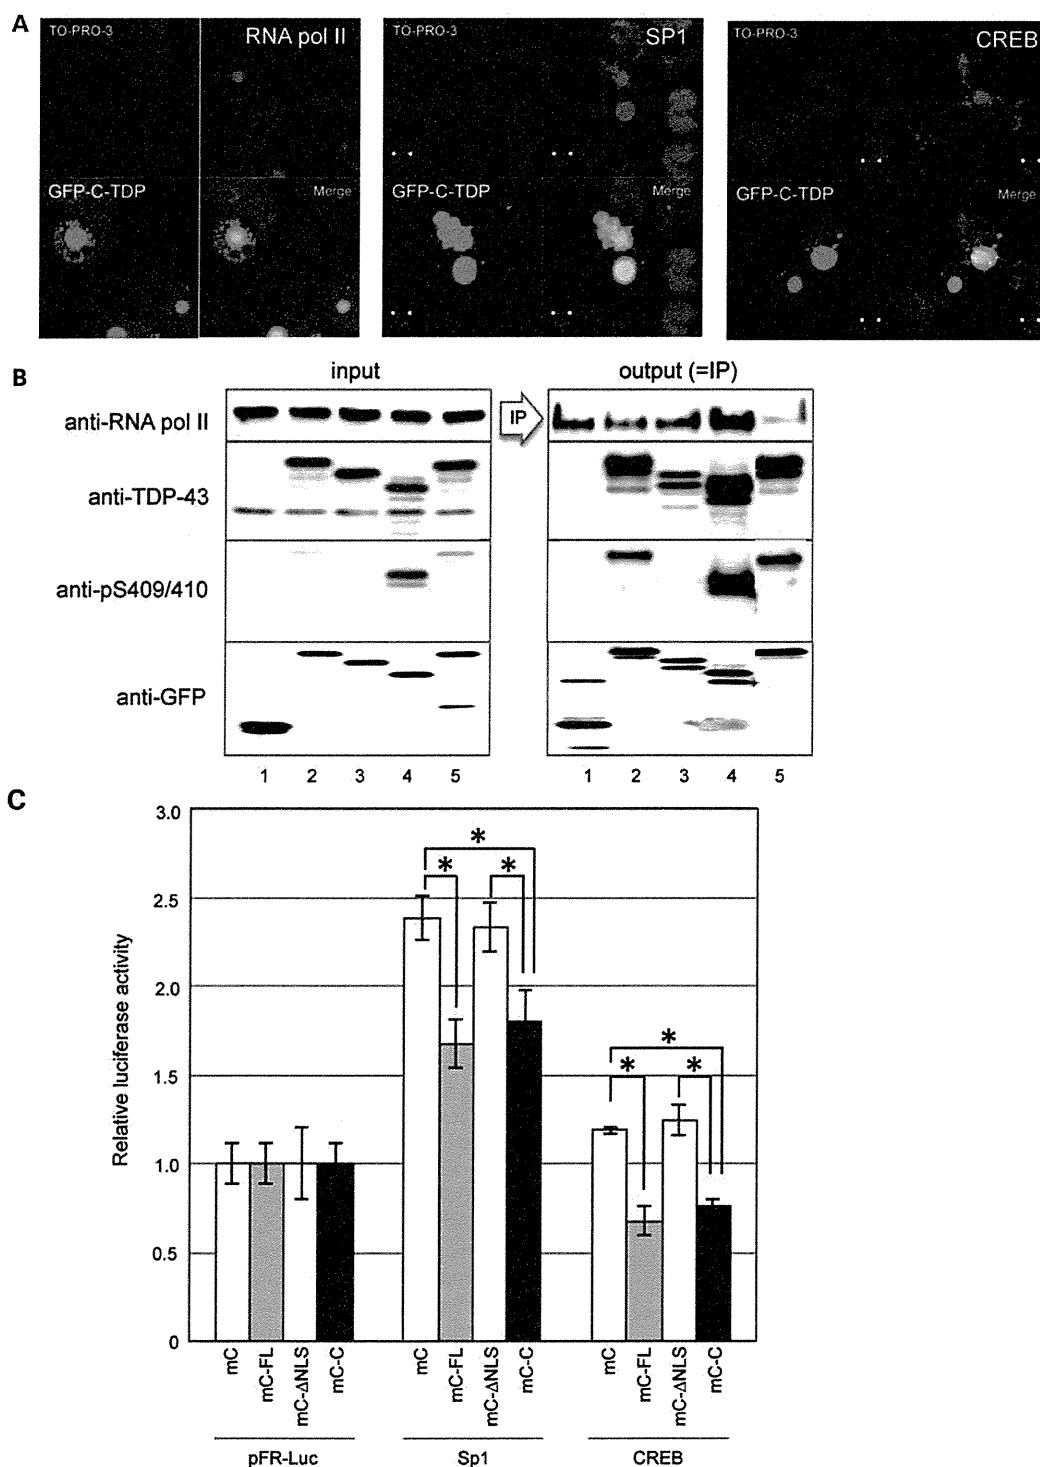 A
TO-PRO-3
RNA pol II
GFP-C-TDP
Merge
TO-PRO-3
SP1
GFP-C-TDP
Merge
TO-PRO-3
CREB
GFP-C-TDP
Merge
B
input
output (=IP)
anti-RNA pol II
IP
anti-TDP-43
anti-pS409/410
anti-GFP
1 2 3 4 5
1 2 3 4 5
C
Relative luciferase activity
3.0
2.5
2.0
1.5
1.0
0.5
0
* * *
* * *
mC
mC-FL
mC-ΔNLS
mC-C
mC
mC-FL
mC-ΔNLS
mC-C
mC
mC-FL
mC-ΔNLS
mC-C
pFR-Luc
Sp1
CREB